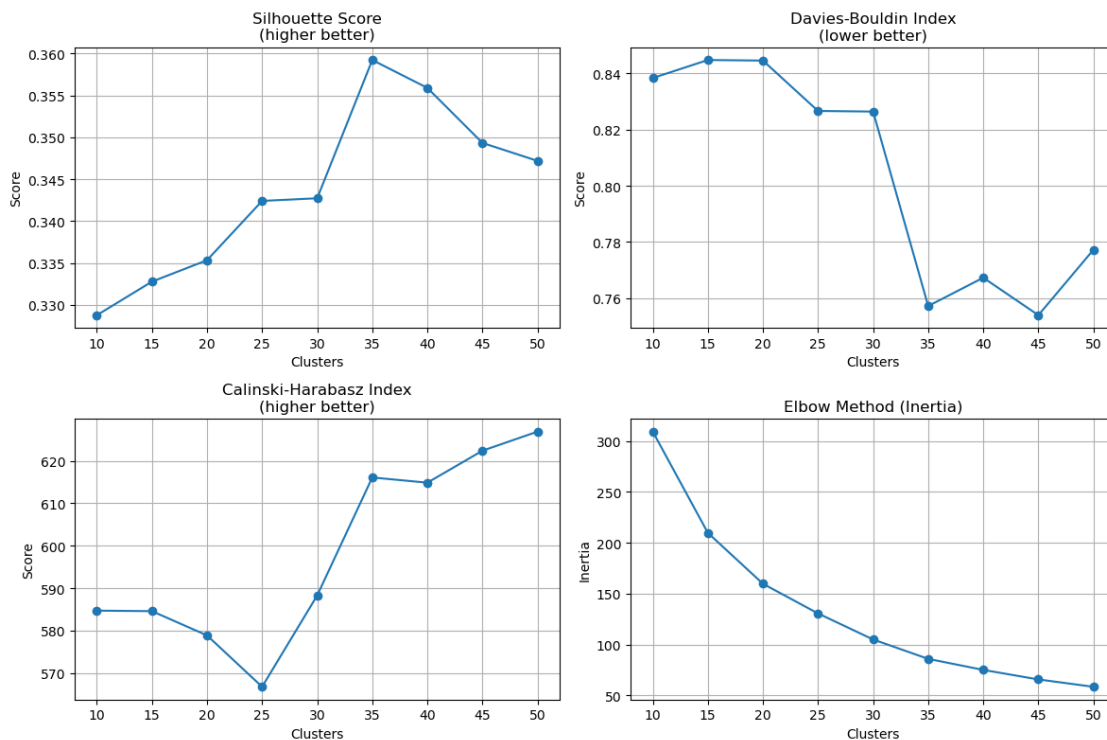 Silhouette Score
(higher better)
0.360
0.355
0.350
0.345
0.340
0.335
0.330
Score
10 15 20 25 30 35 40 45 50
Clusters
Davies-Bouldin Index
(lower better)
0.84
0.82
0.80
0.78
0.76
Score
10 15 20 25 30 35 40 45 50
Clusters
Calinski-Harabasz Index
(higher better)
620
610
600
590
580
570
Score
10 15 20 25 30 35 40 45 50
Clusters
Elbow Method (Inertia)
300
250
200
150
100
50
Inertia
10 15 20 25 30 35 40 45 50
Clusters